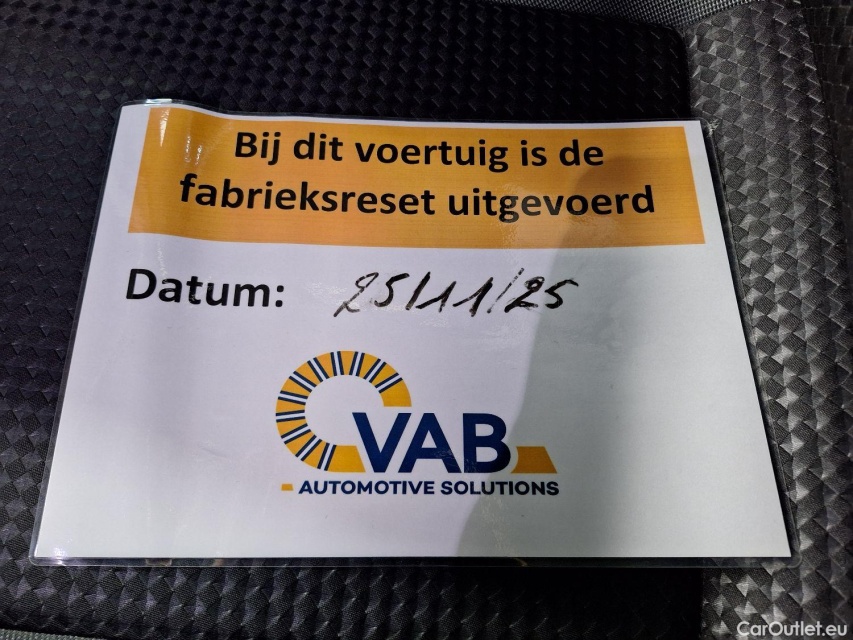 Bij dit voertuig is de
fabrieksreset uitgevoerd
Datum: 25/11/25
VAB
AUTOMOTIVE SOLUTIONS
CarOutlet.eu